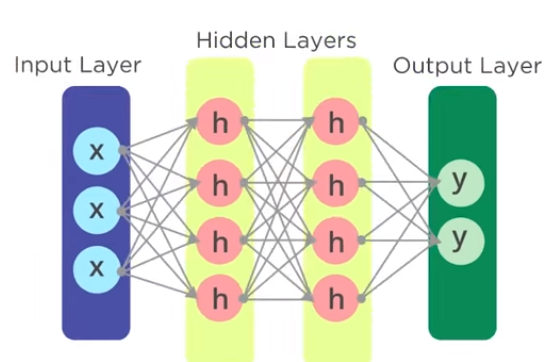 Hidden Layers
Input Layer
Output Layer
h h
x
h h y
x
h h y
x
h h